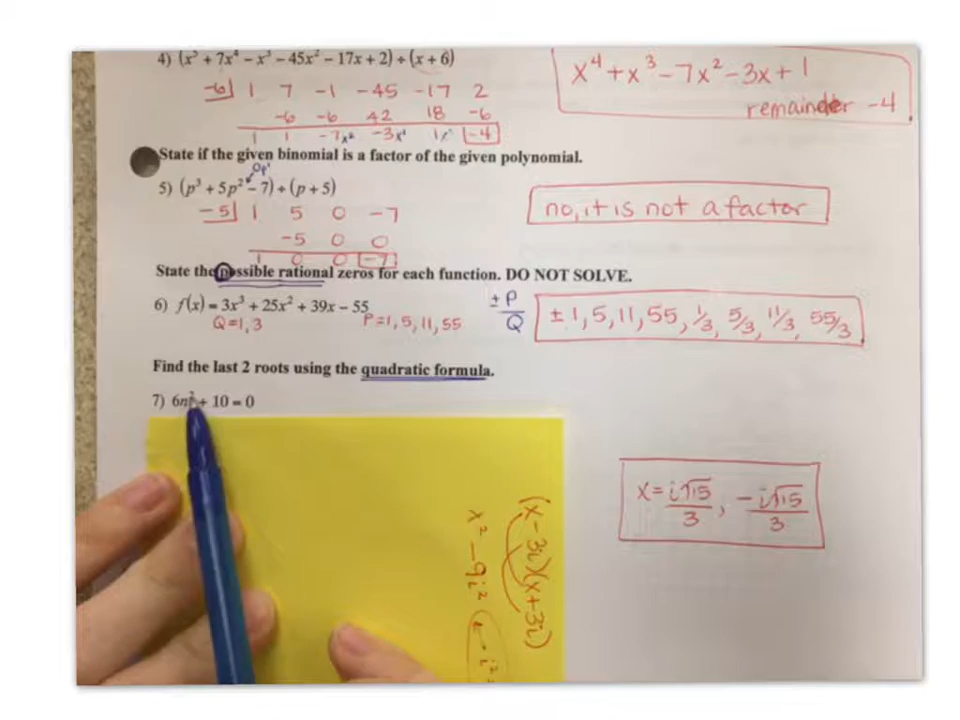 4) (x⁵ + 7x⁴ − x³ − 45x² − 17x + 2) ÷ (x + 6)
-6| 1 7 -1 -45 -17 2
-6 -6 42 18 -6
1 1 -7x² -3x¹ 1x⁰ -4
x⁴ + x³ - 7x² - 3x + 1
remainder -4
State if the given binomial is a factor of the given polynomial.
0p¹
5) (p³ + 5p² − 7) ÷ (p + 5)
-5| 1 5 0 -7
-5 0 0
1 0 0 -7
no, it is not a factor
State the possible rational zeros for each function. DO NOT SOLVE.
6) f(x) = 3x³ + 25x² + 39x − 55
Q=1,3 P=1,5,11,55
± P/Q
± 1, 5, 11, 55, 1/3, 5/3, 11/3, 55/3
Find the last 2 roots using the quadratic formula.
7) 6n² + 10 = 0
x = i√15/3, -i√15/3
(x-3i)(x+3i)
x² - 9i²